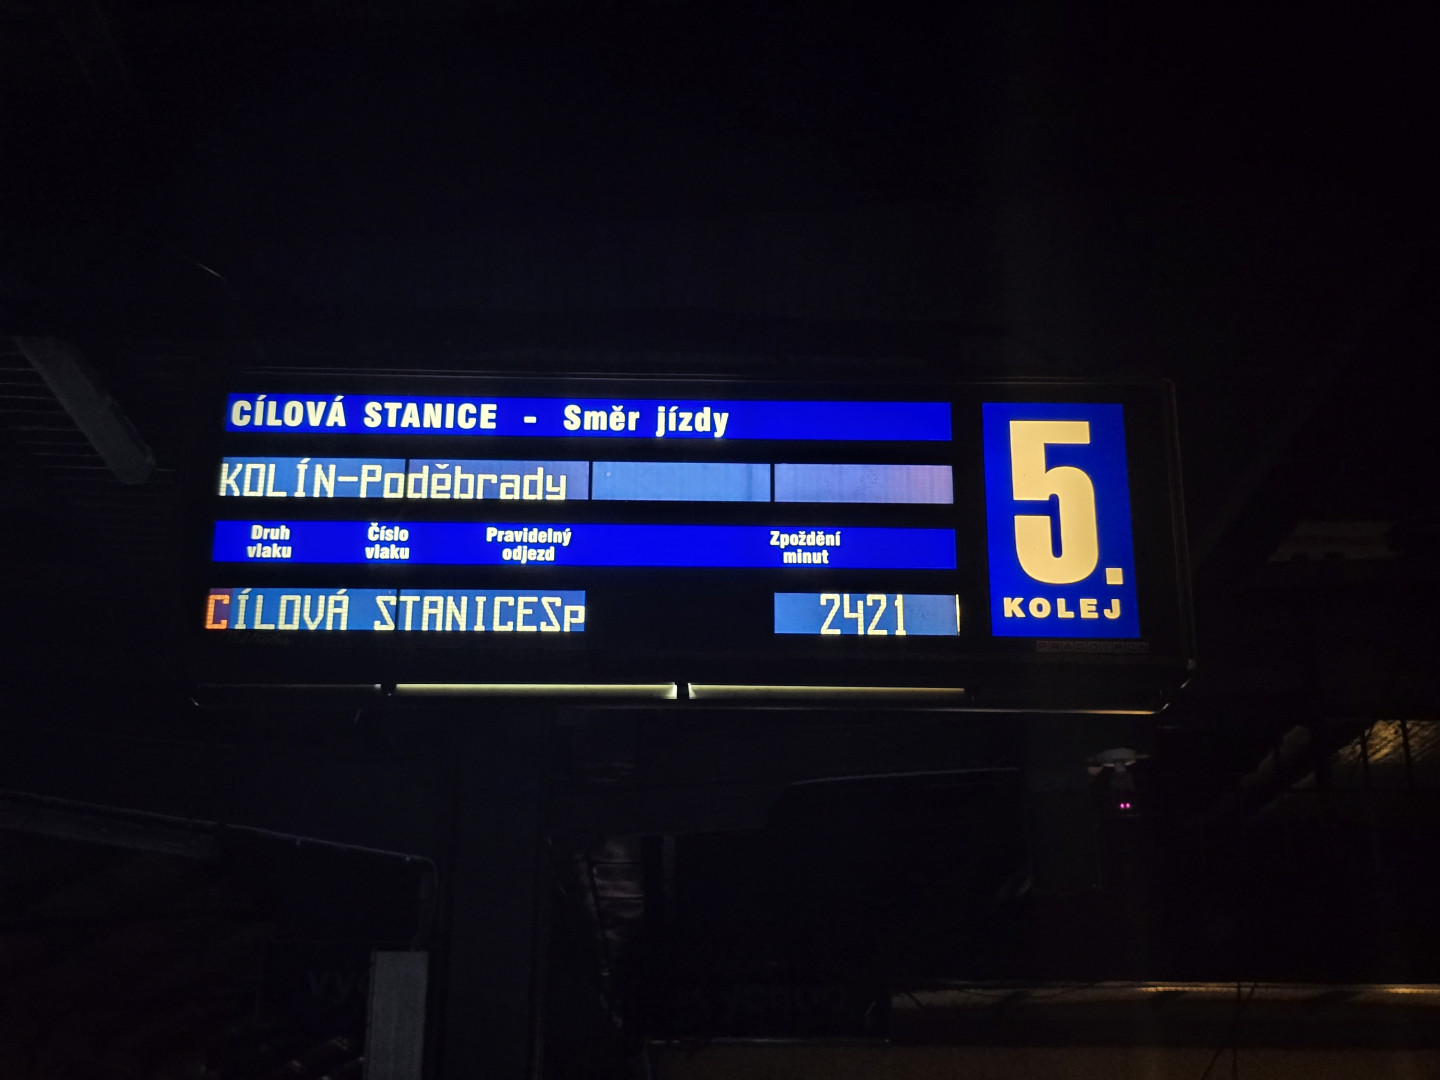 CÍLOVÁ STANICE - Směr jízdy
KOLÍN-Poděbrady
Druh vlaku Číslo vlaku Pravidelný odjezd Zpoždění minut
CÍLOVÁ STANICESp 2421
5.
KOLEJ